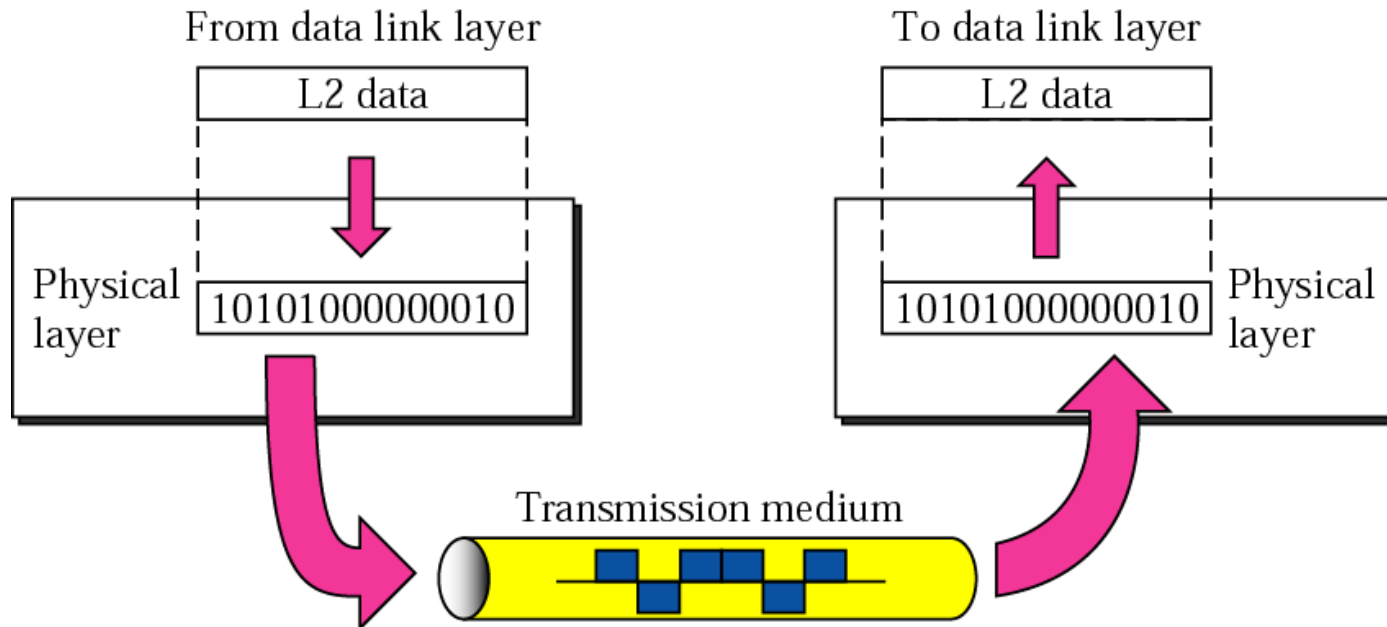 From data link layer
L2 data
Physical
layer
10101000000010
To data link layer
L2 data
10101000000010
Physical
layer
Transmission medium